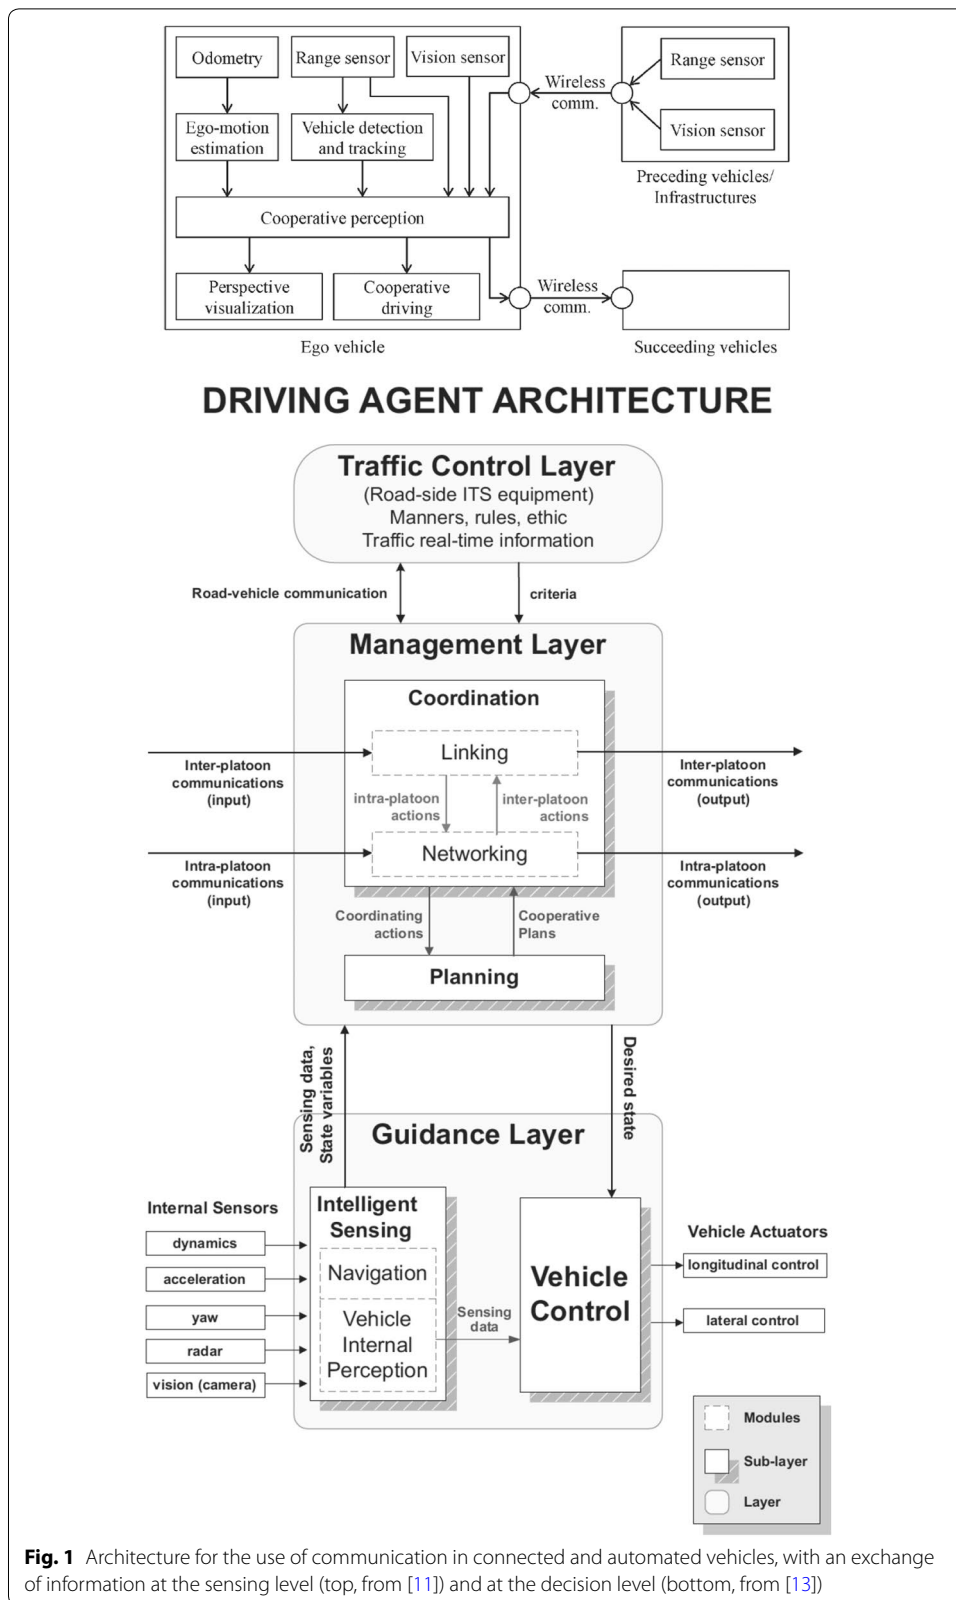 Odometry
Range sensor
Vision sensor
Ego-motion
estimation
Vehicle detection
and tracking
Cooperative perception
Perspective
visualization
Cooperative
driving
Ego vehicle
Wireless
comm.
Range sensor
Vision sensor
Preceding vehicles/
Infrastructures
Wireless
comm.
Succeeding vehicles
DRIVING AGENT ARCHITECTURE
Traffic Control Layer
(Road-side ITS equipment)
Manners, rules, ethic
Traffic real-time information
Road-vehicle communication
criteria
Management Layer
Coordination
Linking
Inter-platoon
communications
(input)
Inter-platoon
communications
(output)
intra-platoon
actions
inter-platoon
actions
Networking
Intra-platoon
communications
(input)
Intra-platoon
communications
(output)
Coordinating
actions
Cooperative
Plans
Planning
Sensing data,
State variables
Desired state
Guidance Layer
Internal Sensors
dynamics
acceleration
yaw
radar
vision (camera)
Intelligent
Sensing
Navigation
Vehicle
Internal
Perception
Sensing
data
Vehicle
Control
Vehicle Actuators
longitudinal control
lateral control
Modules
Sub-layer
Layer
Fig. 1 Architecture for the use of communication in connected and automated vehicles, with an exchange
of information at the sensing level (top, from [11]) and at the decision level (bottom, from [13])